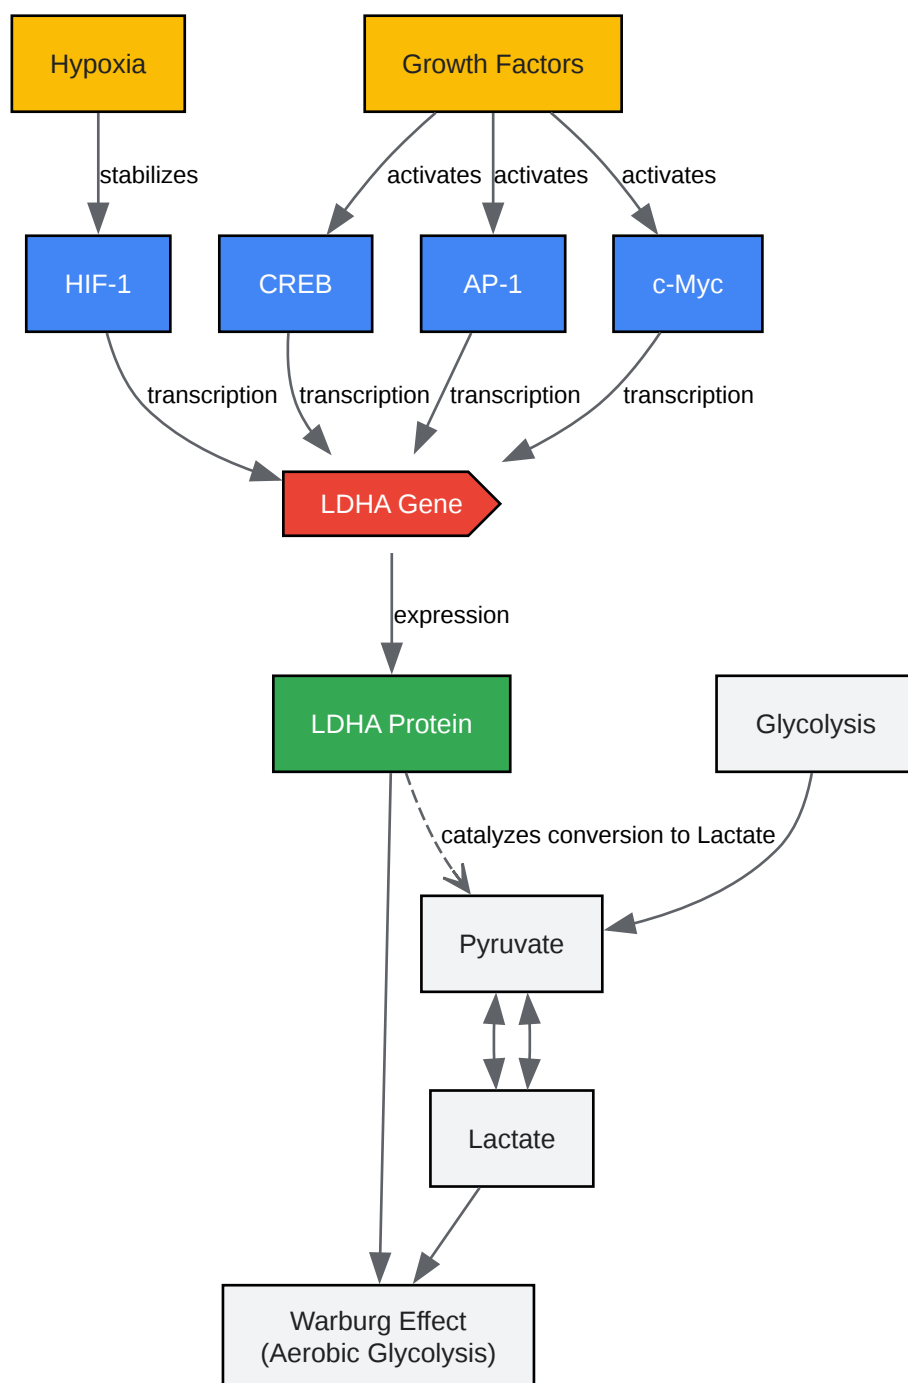 Hypoxia
Growth Factors
stabilizes
activates
activates
activates
HIF-1
CREB
AP-1
c-Myc
transcription
transcription
transcription
transcription
LDHA Gene
expression
LDHA Protein
Glycolysis
catalyzes conversion to Lactate
Pyruvate
Lactate
Warburg Effect
(Aerobic Glycolysis)